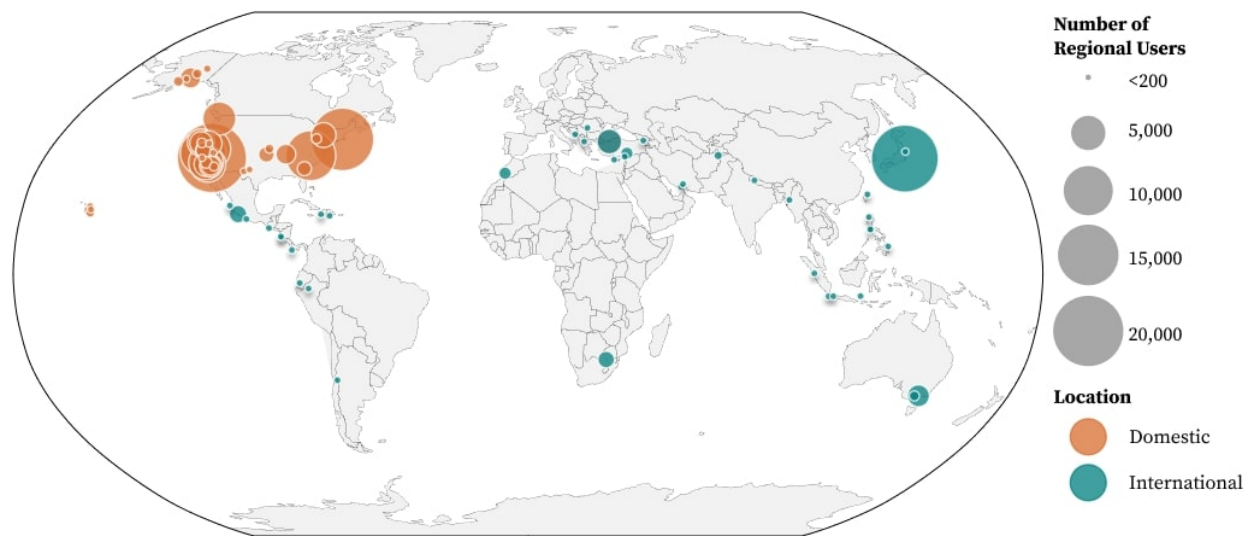 Number of
Regional Users
<200
5,000
10,000
15,000
20,000
Location
Domestic
International